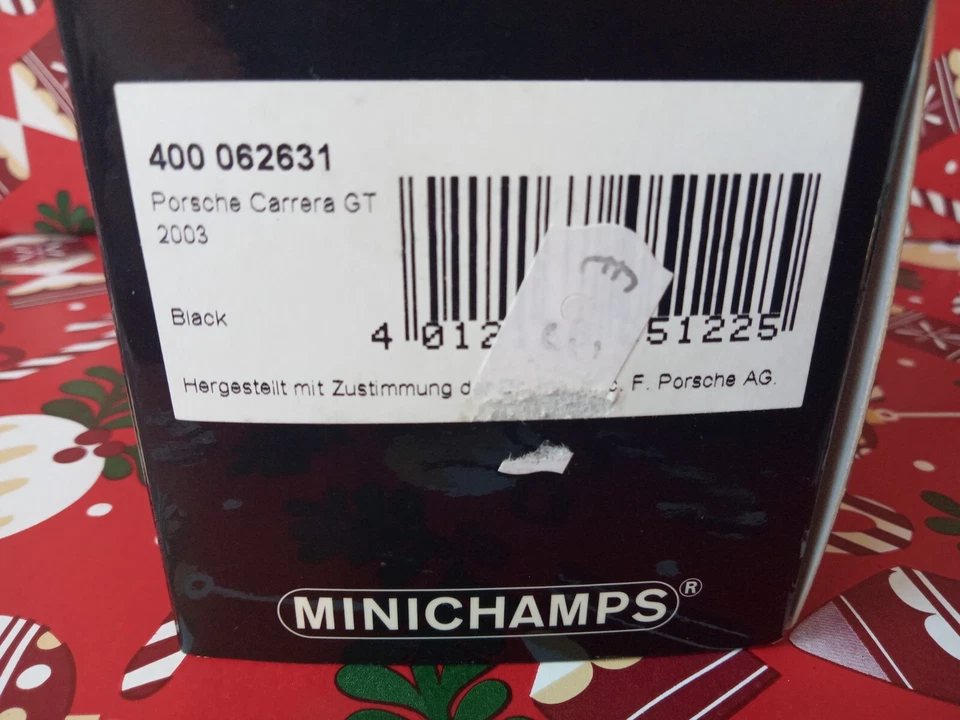 400 062631
Porsche Carrera GT
2003
Black
4 012 51225
Hergestellt mit Zustimmung F. Porsche AG.
MINICHAMPS®